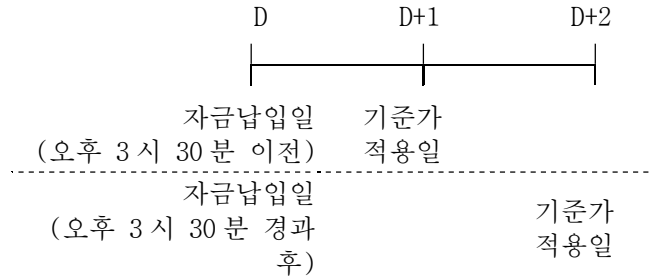 D D+1 D+2
자금납입일 기준가
(오후 3시 30분 이전) 적용일
자금납입일
(오후 3시 30분 경과
후)
기준가
적용일